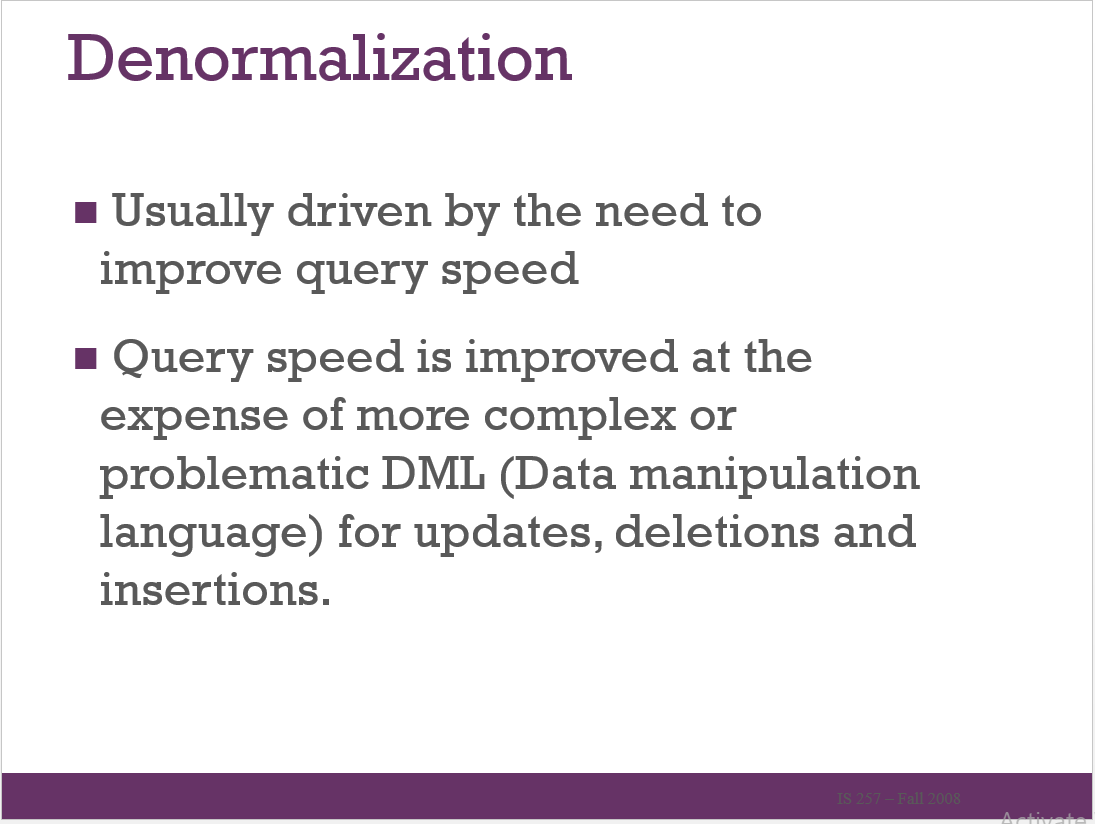 Denormalization
Usually driven by the need to
improve query speed
Query speed is improved at the
expense of more complex or
problematic DML (Data manipulation
language) for updates, deletions and
insertions.
IS 257 – Fall 2008
Activate